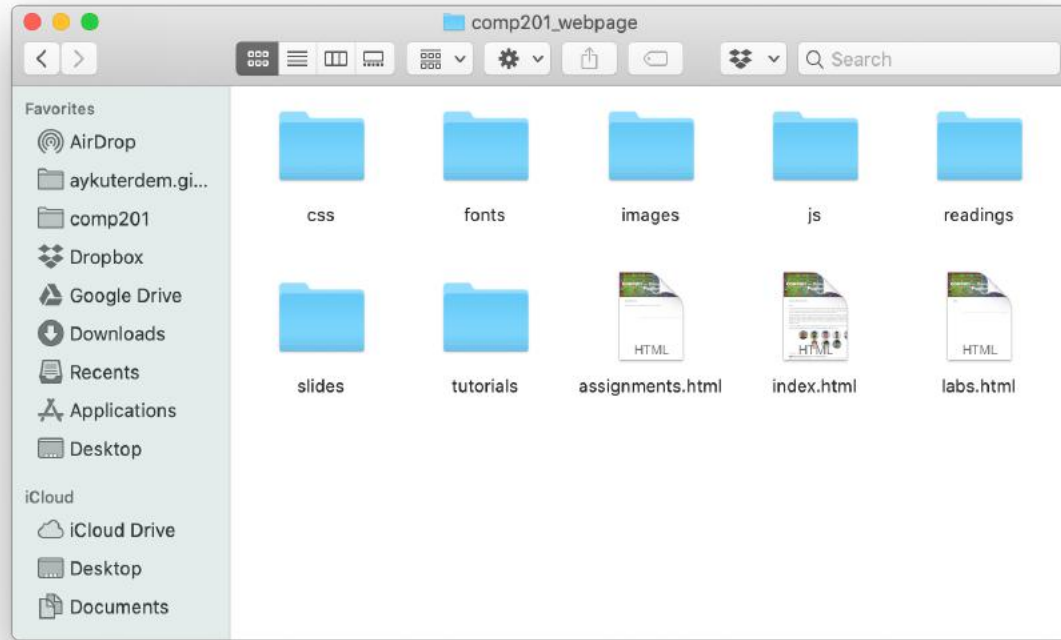 comp201_webpage
Search
Favorites
AirDrop
aykuterdem.gi...
comp201
Dropbox
Google Drive
Downloads
Recents
Applications
Desktop
iCloud
iCloud Drive
Desktop
Documents
css
fonts
images
js
readings
slides
tutorials
HTML
assignments.html
HTML
index.html
HTML
labs.html